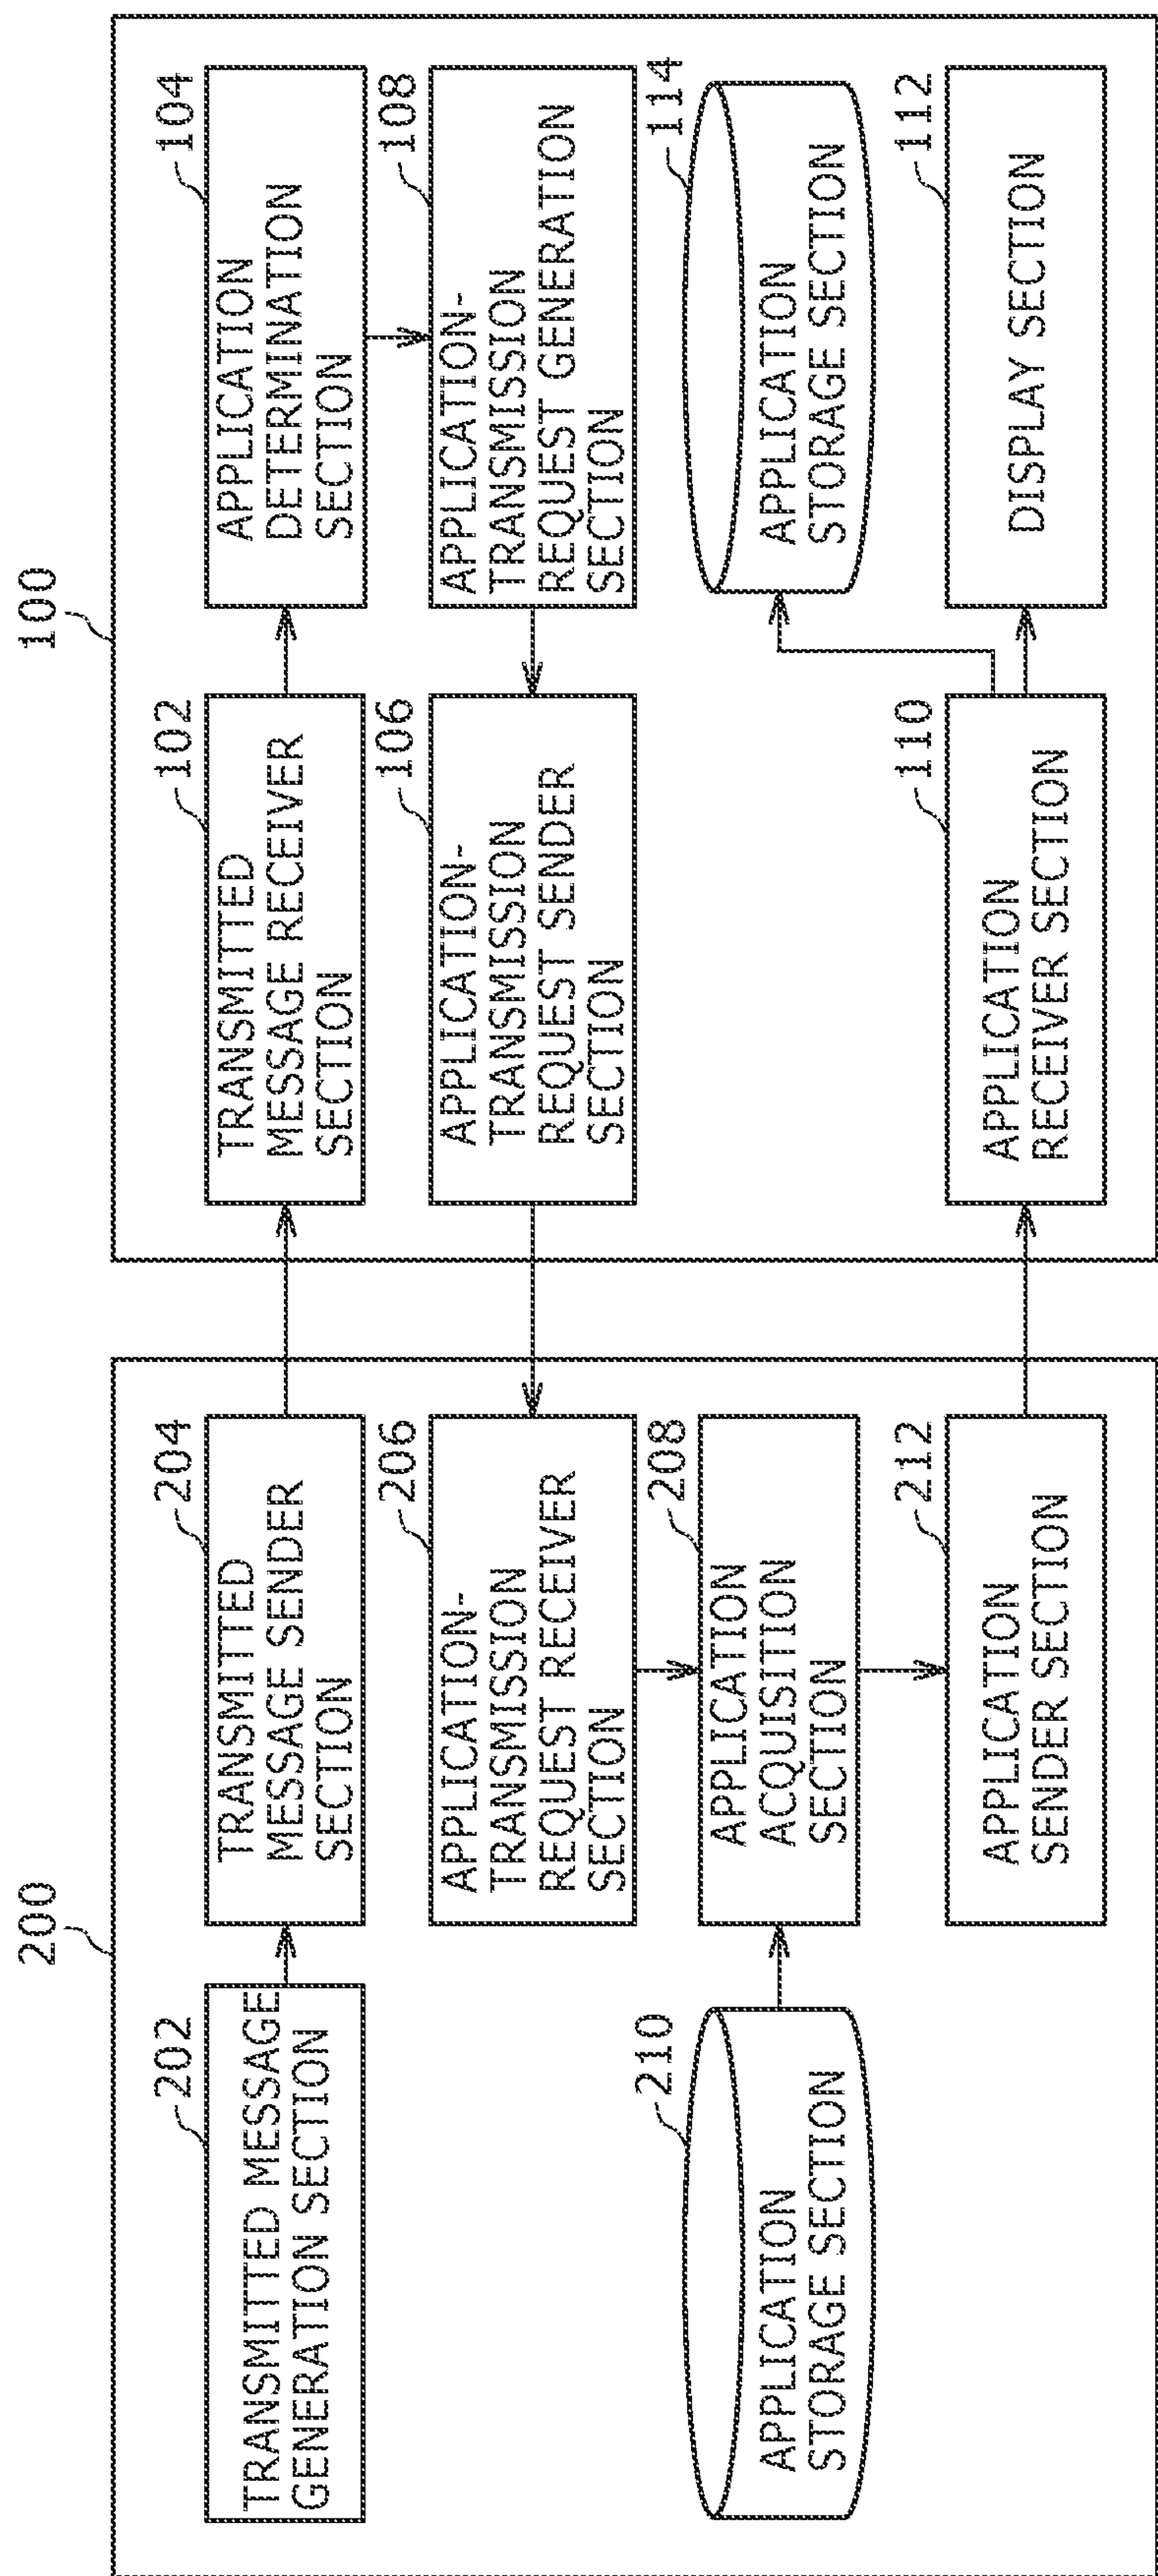 200
202
TRANSMITTED MESSAGE
GENERATION SECTION
204
TRANSMITTED
MESSAGE SENDER
SECTION
206
APPLICATION-
TRANSMISSION
REQUEST RECEIVER
SECTION
210
APPLICATION
STORAGE SECTION
208
APPLICATION
ACQUISITION
SECTION
212
APPLICATION
SENDER SECTION
100
102
TRANSMITTED
MESSAGE RECEIVER
SECTION
104
APPLICATION
DETERMINATION
SECTION
106
APPLICATION-
TRANSMISSION
REQUEST SENDER
SECTION
108
APPLICATION-
TRANSMISSION
REQUEST GENERATION
SECTION
114
APPLICATION
STORAGE SECTION
110
APPLICATION
RECEIVER SECTION
112
DISPLAY SECTION